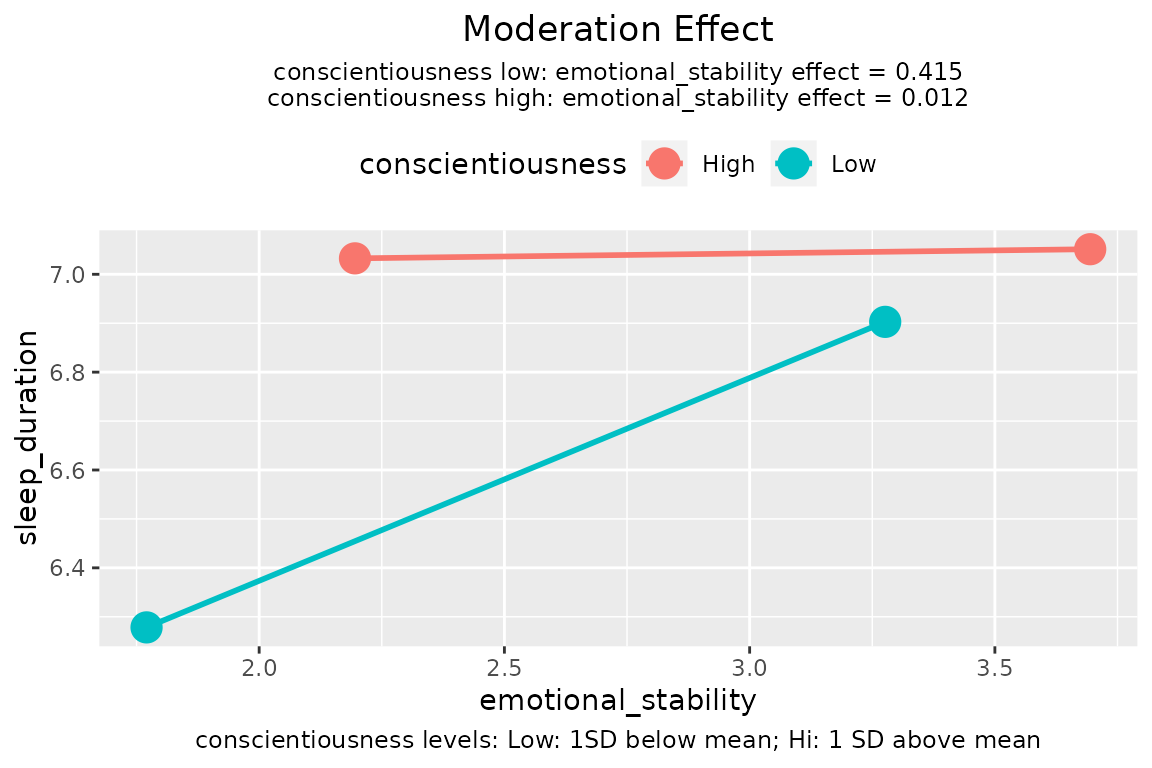 Moderation Effect
conscientiousness low: emotional_stability effect = 0.415
conscientiousness high: emotional_stability effect = 0.012
conscientiousness High Low
7.0
6.8
6.6
6.4
sleep_duration
2.0 2.5 3.0 3.5
emotional_stability
conscientiousness levels: Low: 1SD below mean; Hi: 1 SD above mean